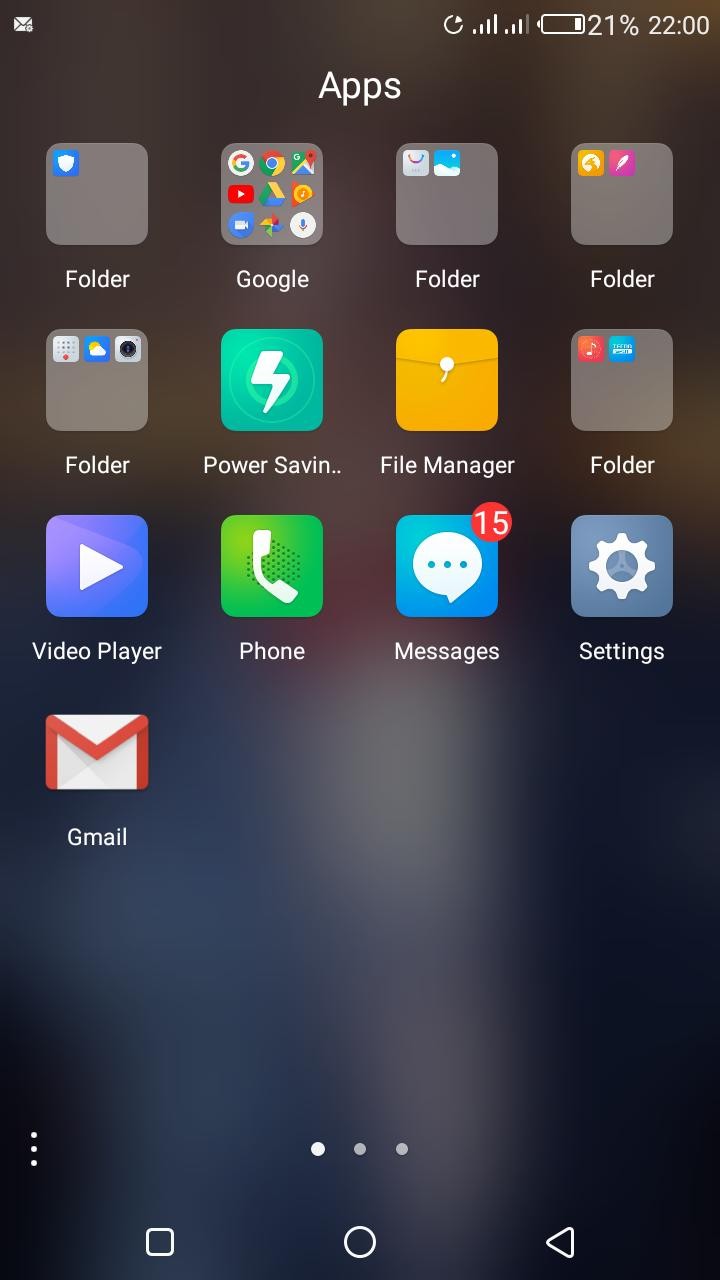 21% 22:00
Apps
Folder
Google
Folder
Folder
Folder
Power Savin..
File Manager
Folder
15
Video Player
Phone
Messages
Settings
Gmail